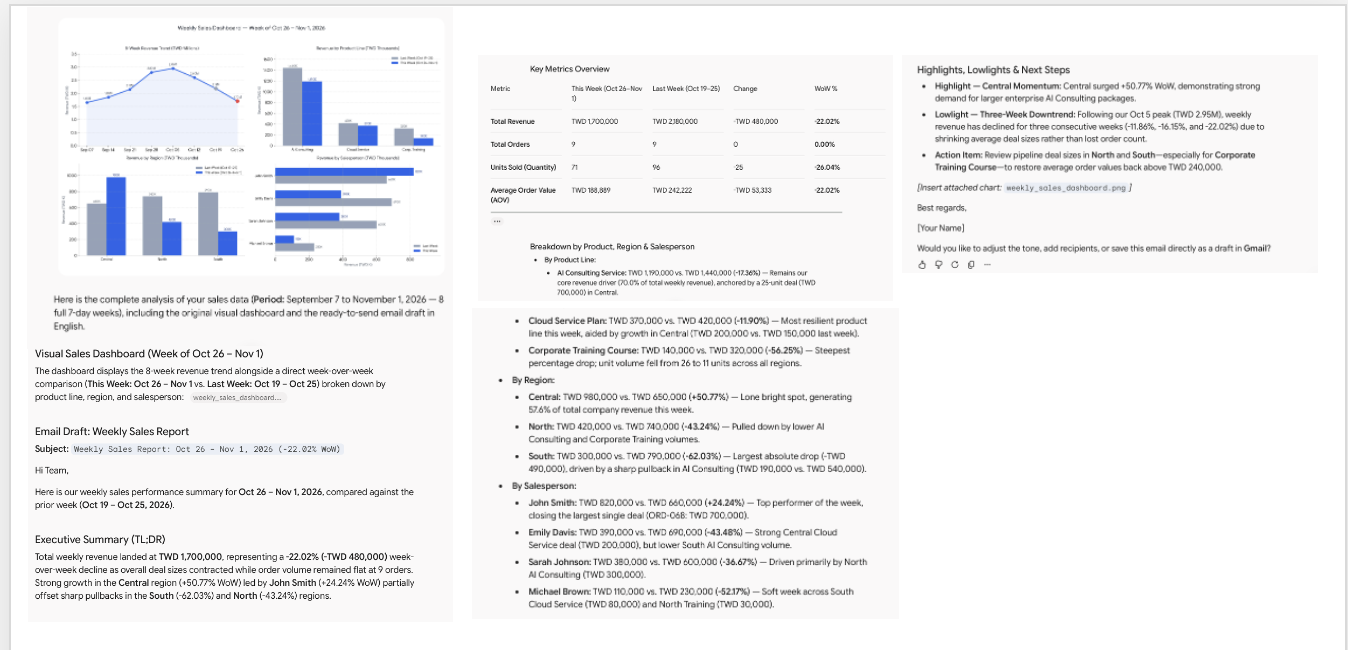 Weekly Sales Dashboard — Week of Oct 26 – Nov 1, 2026
8-Week Revenue Trend (TWD Millions)
Revenue by Product Line (TWD Thousands)
Sep 07 Sep 14 Sep 21 Sep 28 Oct 05 Oct 12 Oct 19 Oct 26
AI Consulting Cloud Service Corp. Training
Revenue by Region (TWD Thousands)
Revenue by Salesperson (TWD Thousands)
Central North South
John Smith
Emily Davis
Sarah Johnson
Michael Brown
0 200 400 600 800
Here is the complete analysis of your sales data (Period: September 7 to November 1, 2026 — 8
full 7-day weeks), including the original visual dashboard and the ready-to-send email draft in
English.
Visual Sales Dashboard (Week of Oct 26 – Nov 1)
The dashboard displays the 8-week revenue trend alongside a direct week-over-week
comparison (This Week: Oct 26 – Nov 1 vs. Last Week: Oct 19 – Oct 25) broken down by
product line, region, and salesperson: weekly_sales_dashboard...
Email Draft: Weekly Sales Report
Subject: Weekly Sales Report: Oct 26 – Nov 1, 2026 (-22.02% WoW)
Hi Team,
Here is our weekly sales performance summary for Oct 26 – Nov 1, 2026, compared against the
prior week (Oct 19 – Oct 25, 2026).
Executive Summary (TL;DR)
Total weekly revenue landed at TWD 1,700,000, representing a -22.02% (-TWD 480,000) week-
over-week decline as overall deal sizes contracted while order volume remained flat at 9 orders.
Strong growth in the Central region (+50.77% WoW) led by John Smith (+24.24% WoW) partially
offset sharp pullbacks in the South (-62.03%) and North (-43.24%) regions.
Key Metrics Overview
Metric This Week (Oct 26–Nov 1) Last Week (Oct 19–25) Change WoW %
Total Revenue TWD 1,700,000 TWD 2,180,000 -TWD 480,000 -22.02%
Total Orders 9 9 0 0.00%
Units Sold (Quantity) 71 96 -25 -26.04%
Average Order Value (AOV) TWD 188,889 TWD 242,222 -TWD 53,333 -22.02%
...
Breakdown by Product, Region & Salesperson
• By Product Line:
• AI Consulting Service: TWD 1,190,000 vs. TWD 1,440,000 (-17.36%) — Remains our
core revenue driver (70.0% of total weekly revenue), anchored by a 25-unit deal (TWD
700,000) in Central.
• Cloud Service Plan: TWD 370,000 vs. TWD 420,000 (-11.90%) — Most resilient product
line this week, aided by growth in Central (TWD 200,000 vs. TWD 150,000 last week).
• Corporate Training Course: TWD 140,000 vs. TWD 320,000 (-56.25%) — Steepest
percentage drop; unit volume fell from 26 to 11 units across all regions.
• By Region:
• Central: TWD 980,000 vs. TWD 650,000 (+50.77%) — Lone bright spot, generating
57.6% of total company revenue this week.
• North: TWD 420,000 vs. TWD 740,000 (-43.24%) — Pulled down by lower AI
Consulting and Corporate Training volumes.
• South: TWD 300,000 vs. TWD 790,000 (-62.03%) — Largest absolute drop (-TWD
490,000), driven by a sharp pullback in AI Consulting (TWD 190,000 vs. TWD 540,000).
• By Salesperson:
• John Smith: TWD 820,000 vs. TWD 660,000 (+24.24%) — Top performer of the week,
closing the largest single deal (ORD-068: TWD 700,000).
• Emily Davis: TWD 390,000 vs. TWD 690,000 (-43.48%) — Strong Central Cloud
Service deal (TWD 200,000), but lower South AI Consulting volume.
• Sarah Johnson: TWD 380,000 vs. TWD 600,000 (-36.67%) — Driven primarily by North
AI Consulting (TWD 300,000).
• Michael Brown: TWD 110,000 vs. TWD 230,000 (-52.17%) — Soft week across South
Cloud Service (TWD 80,000) and North Training (TWD 30,000).
Highlights, Lowlights & Next Steps
• Highlight — Central Momentum: Central surged +50.77% WoW, demonstrating strong
demand for larger enterprise AI Consulting packages.
• Lowlight — Three-Week Downtrend: Following our Oct 5 peak (TWD 2.95M), weekly
revenue has declined for three consecutive weeks (-11.86%, -16.15%, and -22.02%) due to
shrinking average deal sizes rather than lost order count.
• Action Item: Review pipeline deal sizes in North and South—especially for Corporate
Training Course—to restore average order values back above TWD 240,000.
[Insert attached chart: weekly_sales_dashboard.png ]
Best regards,
[Your Name]
Would you like to adjust the tone, add recipients, or save this email directly as a draft in Gmail?